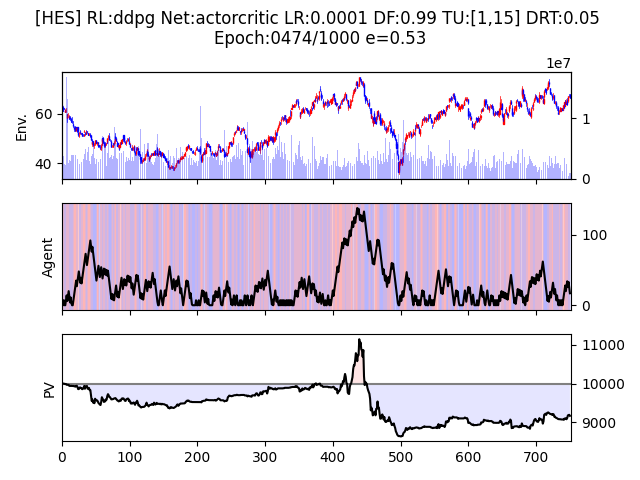 [HES] RL:ddpg Net:actorcritic LR:0.0001 DF:0.99 TU:[1,15] DRT:0.05
Epoch:0474/1000 e=0.53
1e7
Env.
60
40
1
0
Agent
100
0
PV
11000
10000
9000
0 100 200 300 400 500 600 700